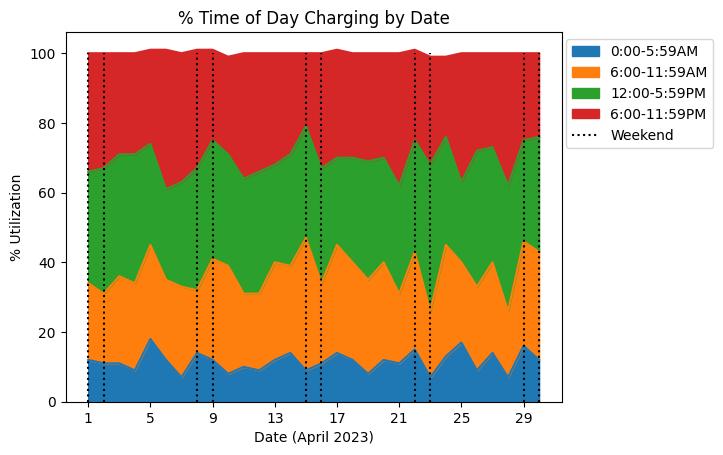 % Time of Day Charging by Date
% Utilization
100
80
60
40
20
0
1 5 9 13 17 21 25 29
Date (April 2023)
0:00-5:59AM
6:00-11:59AM
12:00-5:59PM
6:00-11:59PM
Weekend